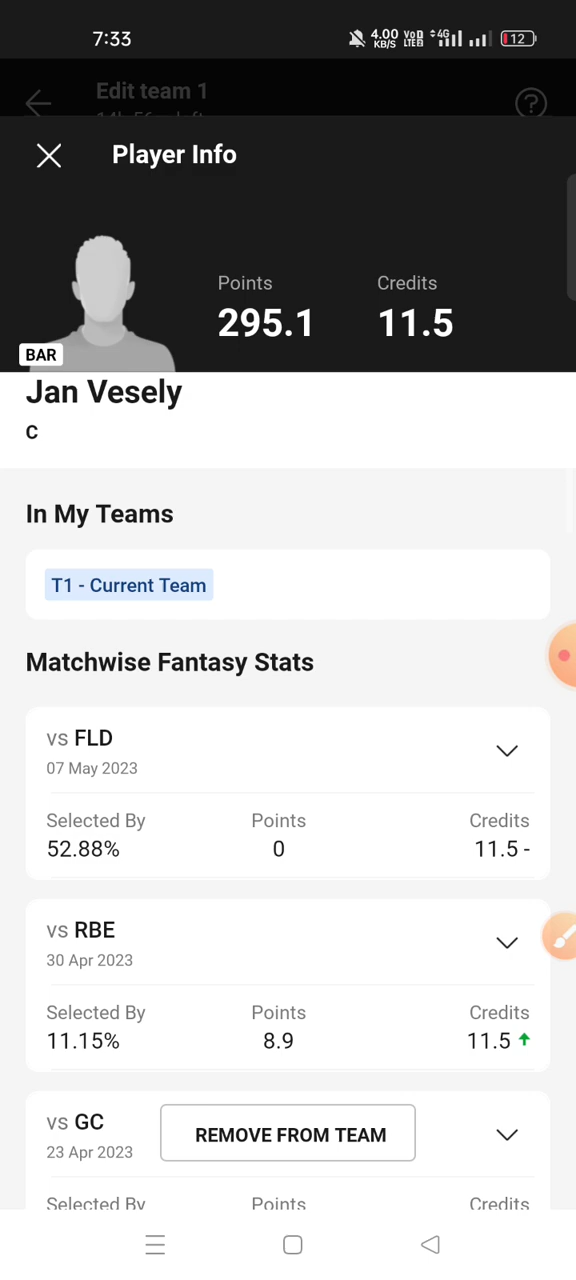 7:33
4.00 KB/S VoD LTE2 4G 12
Edit team 1
Player Info
Points
Credits
295.1
11.5
BAR
Jan Vesely
C
In My Teams
T1 - Current Team
Matchwise Fantasy Stats
vs FLD
07 May 2023
Selected By
Points
Credits
52.88%
0
11.5 -
vs RBE
30 Apr 2023
Selected By
Points
Credits
11.15%
8.9
11.5
vs GC
REMOVE FROM TEAM
23 Apr 2023
Selected By
Points
Credits